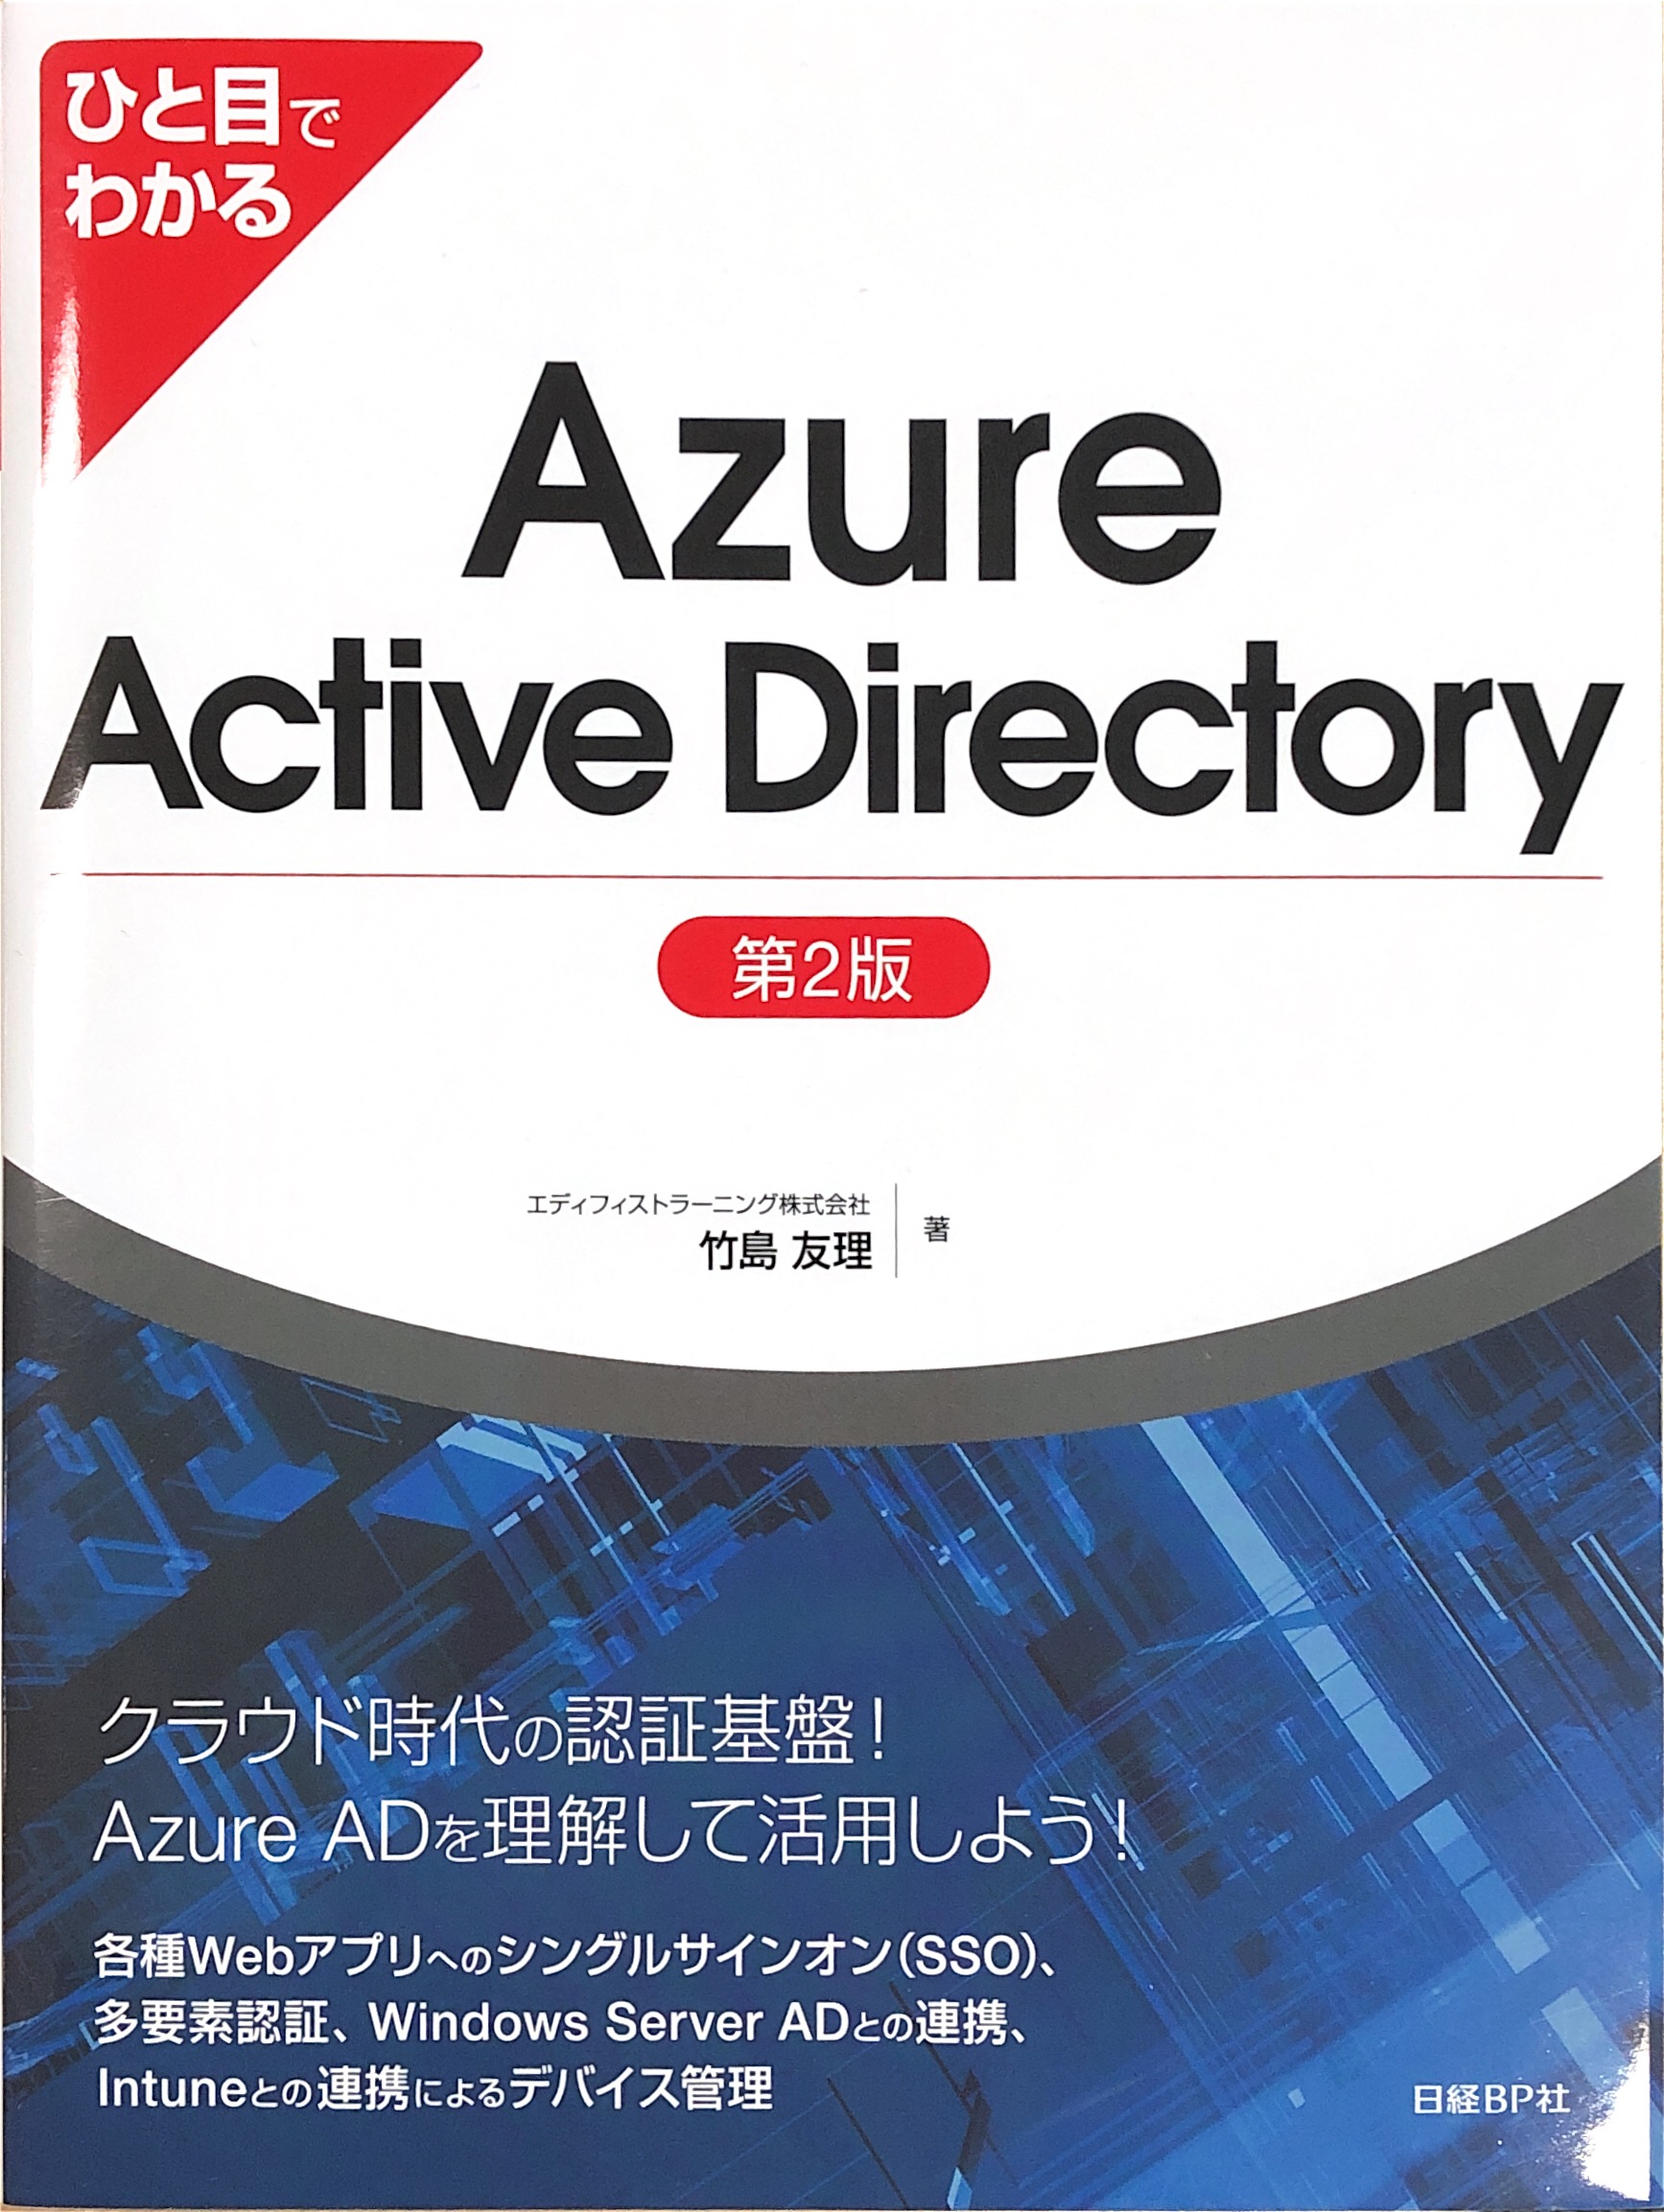 ひと目で
わかる
Azure
Active Directory
第2版
エディフィストラーニング株式会社
竹島 友理
著
クラウド時代の認証基盤！
Azure ADを理解して活用しよう！
各種Webアプリへのシングルサインオン（SSO）、
多要素認証、Windows Server ADとの連携、
Intuneとの連携によるデバイス管理
日経BP社